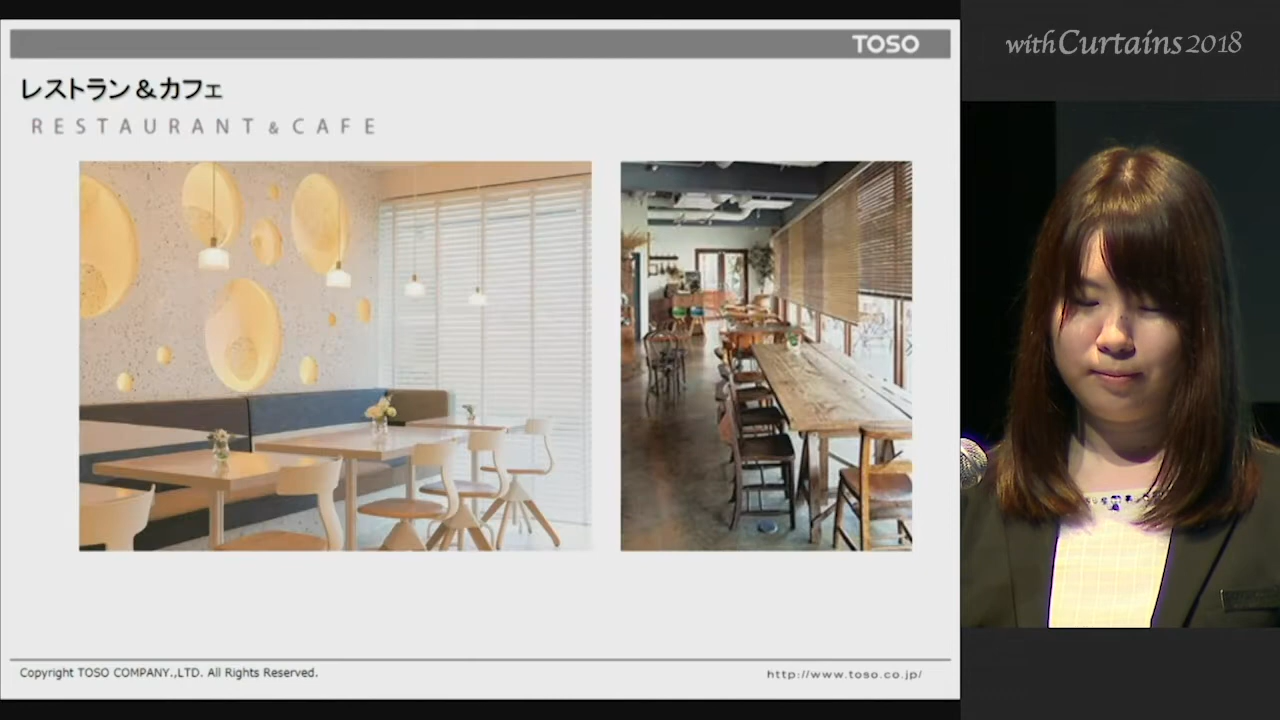 TOSO
withCurtains2018
レストラン&カフェ
RESTAURANT & CAFE
Copyright TOSO COMPANY.,LTD. All Rights Reserved.
http://www.toso.co.jp/